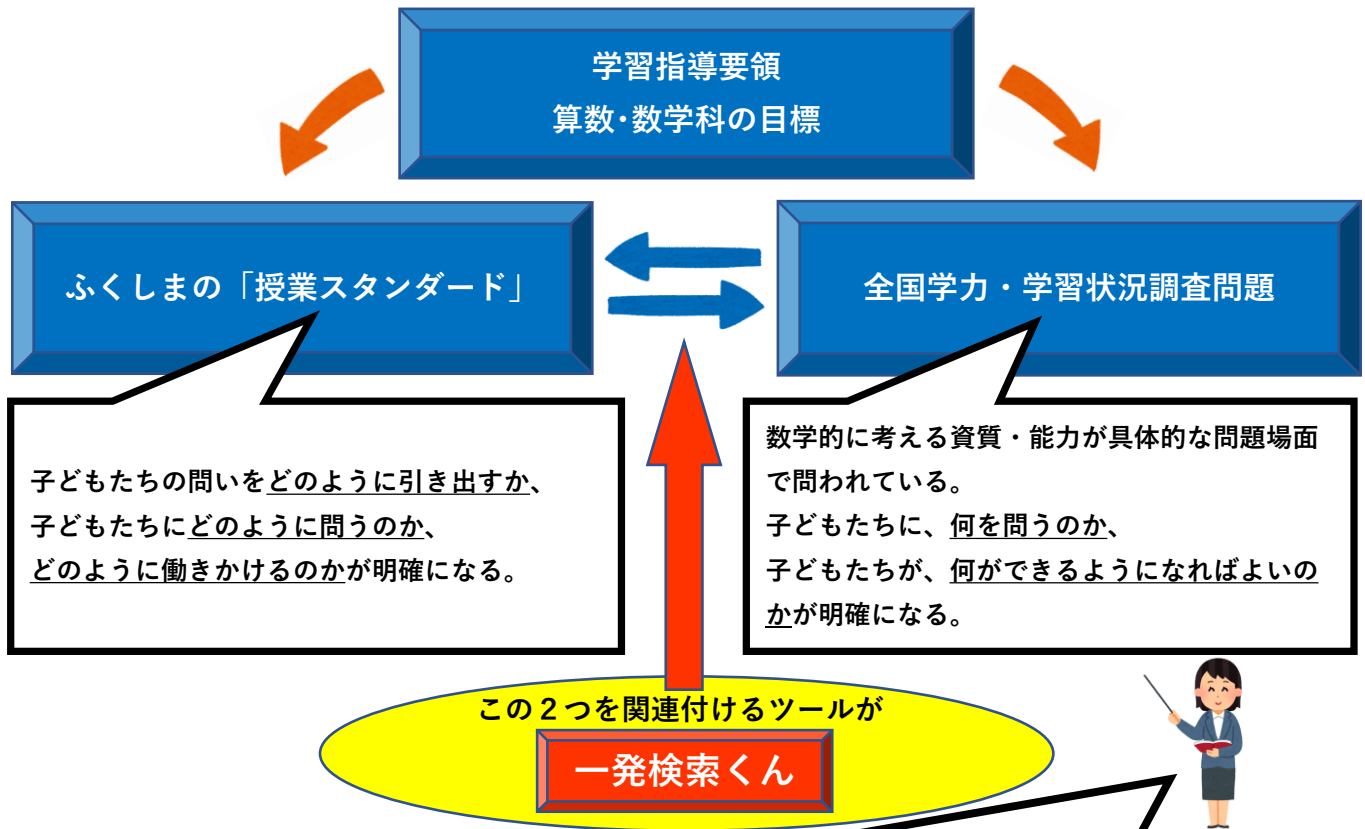 学習指導要領
算数・数学科の目標
ふくしまの「授業スタンダード」
全国学力・学習状況調査問題
子どもたちの問いをどのように引き出すか、
子どもたちにどのように問うのか、
どのように働きかけるのかが明確になる。
数学的に考える資質・能力が具体的な問題場面
で問われている。
子どもたちに、何を問うのか、
子どもたちが、何ができるようになればよいの
かが明確になる。
この２つを関連付けるツールが
一発検索くん